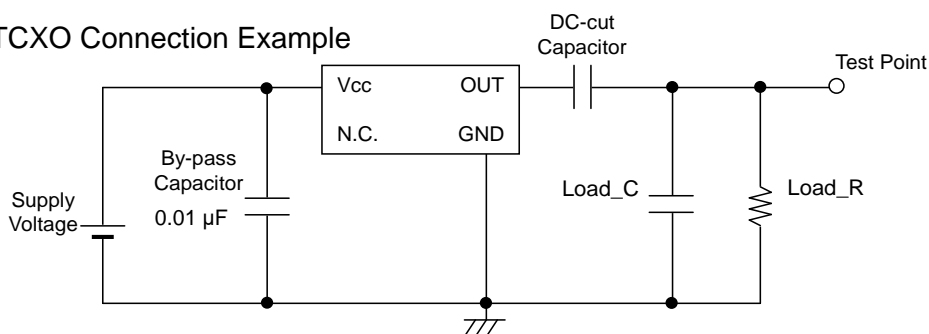 TCXO Connection Example
DC-cut
Capacitor
Test Point
Vcc
OUT
N.C.
GND
By-pass
Capacitor
0.01 µF
Supply
Voltage
Load_C
Load_R